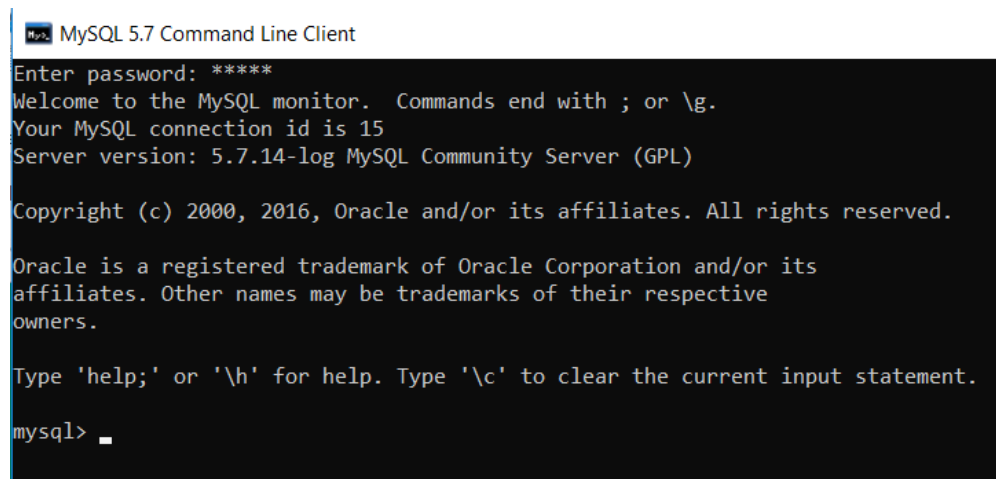 MySQL 5.7 Command Line Client
Enter password: *****
Welcome to the MySQL monitor.  Commands end with ; or \g.
Your MySQL connection id is 15
Server version: 5.7.14-log MySQL Community Server (GPL)
Copyright (c) 2000, 2016, Oracle and/or its affiliates. All rights reserved.
Oracle is a registered trademark of Oracle Corporation and/or its
affiliates. Other names may be trademarks of their respective
owners.
Type 'help;' or '\h' for help. Type '\c' to clear the current input statement.
mysql> _